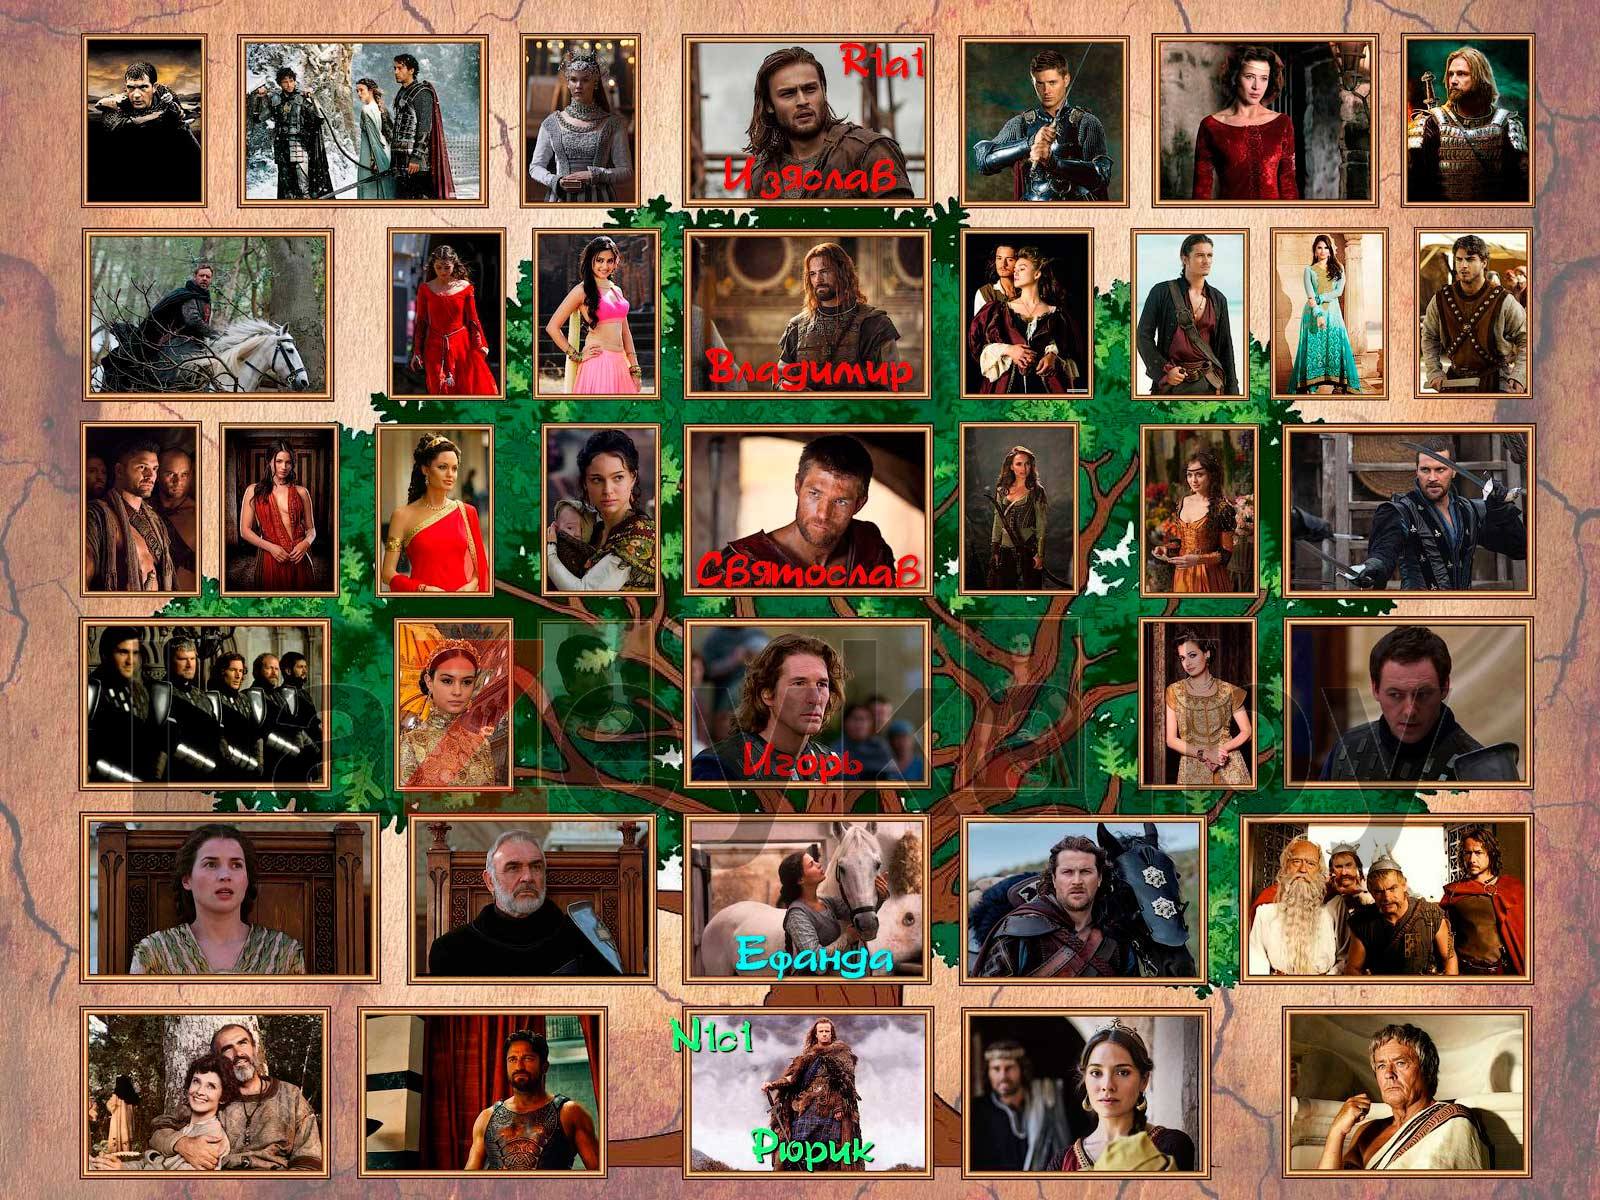 R1a1
Изяслав
Владимир
Святослав
Игорь
Ефанда
N1c1
Рюрик